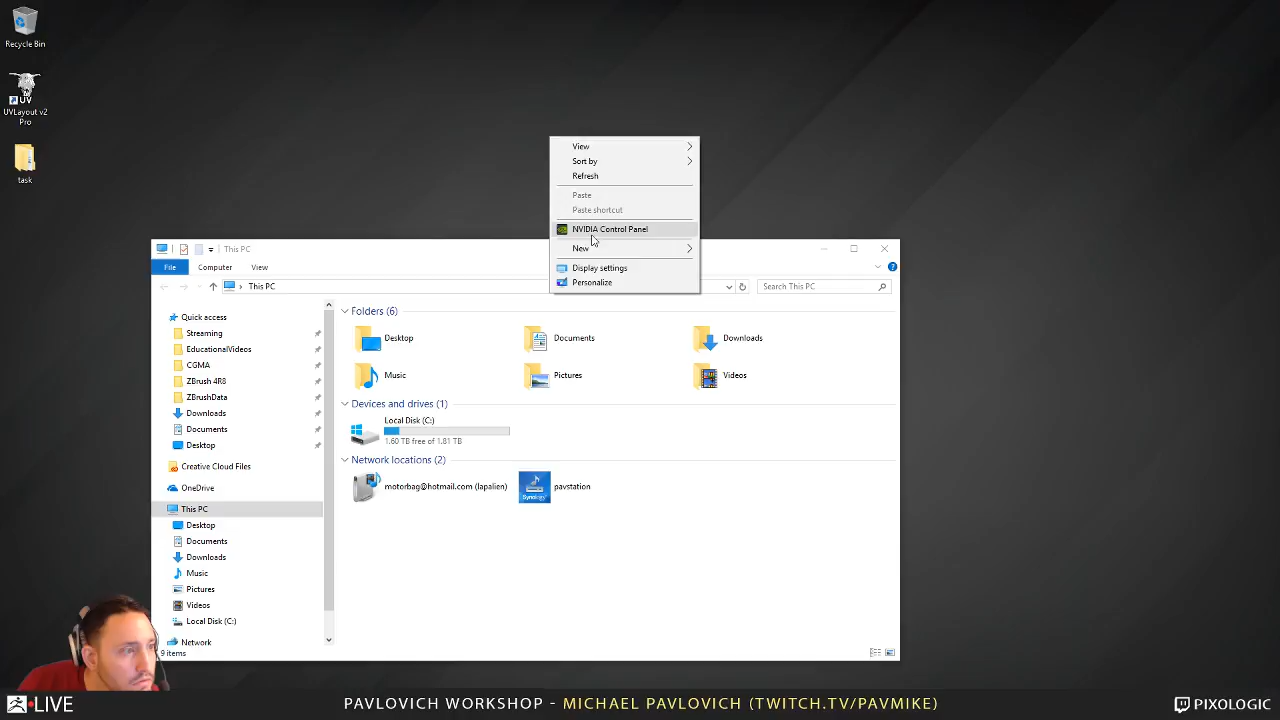 Recycle Bin
UV
UVLayout v2
Pro
task
View
Sort by
Refresh
Paste
Paste shortcut
NVIDIA Control Panel
New
Display settings
Personalize
This PC
File
Computer
View
This PC
Search This PC
Quick access
Streaming
EducationalVideos
CGMA
ZBrush 4R8
ZBrushData
Downloads
Documents
Desktop
Creative Cloud Files
OneDrive
This PC
Desktop
Documents
Downloads
Music
Pictures
Videos
Local Disk (C:)
Network
9 items
Folders (6)
Desktop
Documents
Downloads
Music
Pictures
Videos
Devices and drives (1)
Local Disk (C:)
1.60 TB free of 1.81 TB
Network locations (2)
motorbag@hotmail.com (lapalien)
Synology
pavstation
LIVE
PAVLOVICH WORKSHOP - MICHAEL PAVLOVICH (TWITCH.TV/PAVMIKE)
PIXOLOGIC